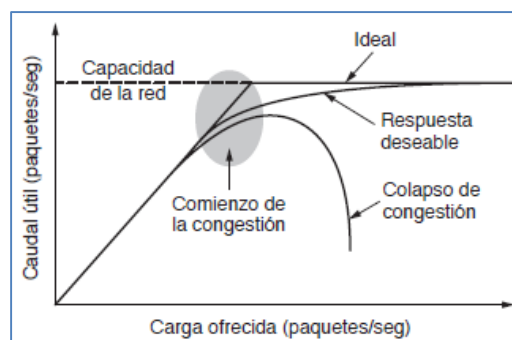 Ideal
Capacidad
de la red
Respuesta
deseable
Comienzo de
la congestión
Colapso de
congestión
Caudal útil (paquetes/seg)
Carga ofrecida (paquetes/seg)